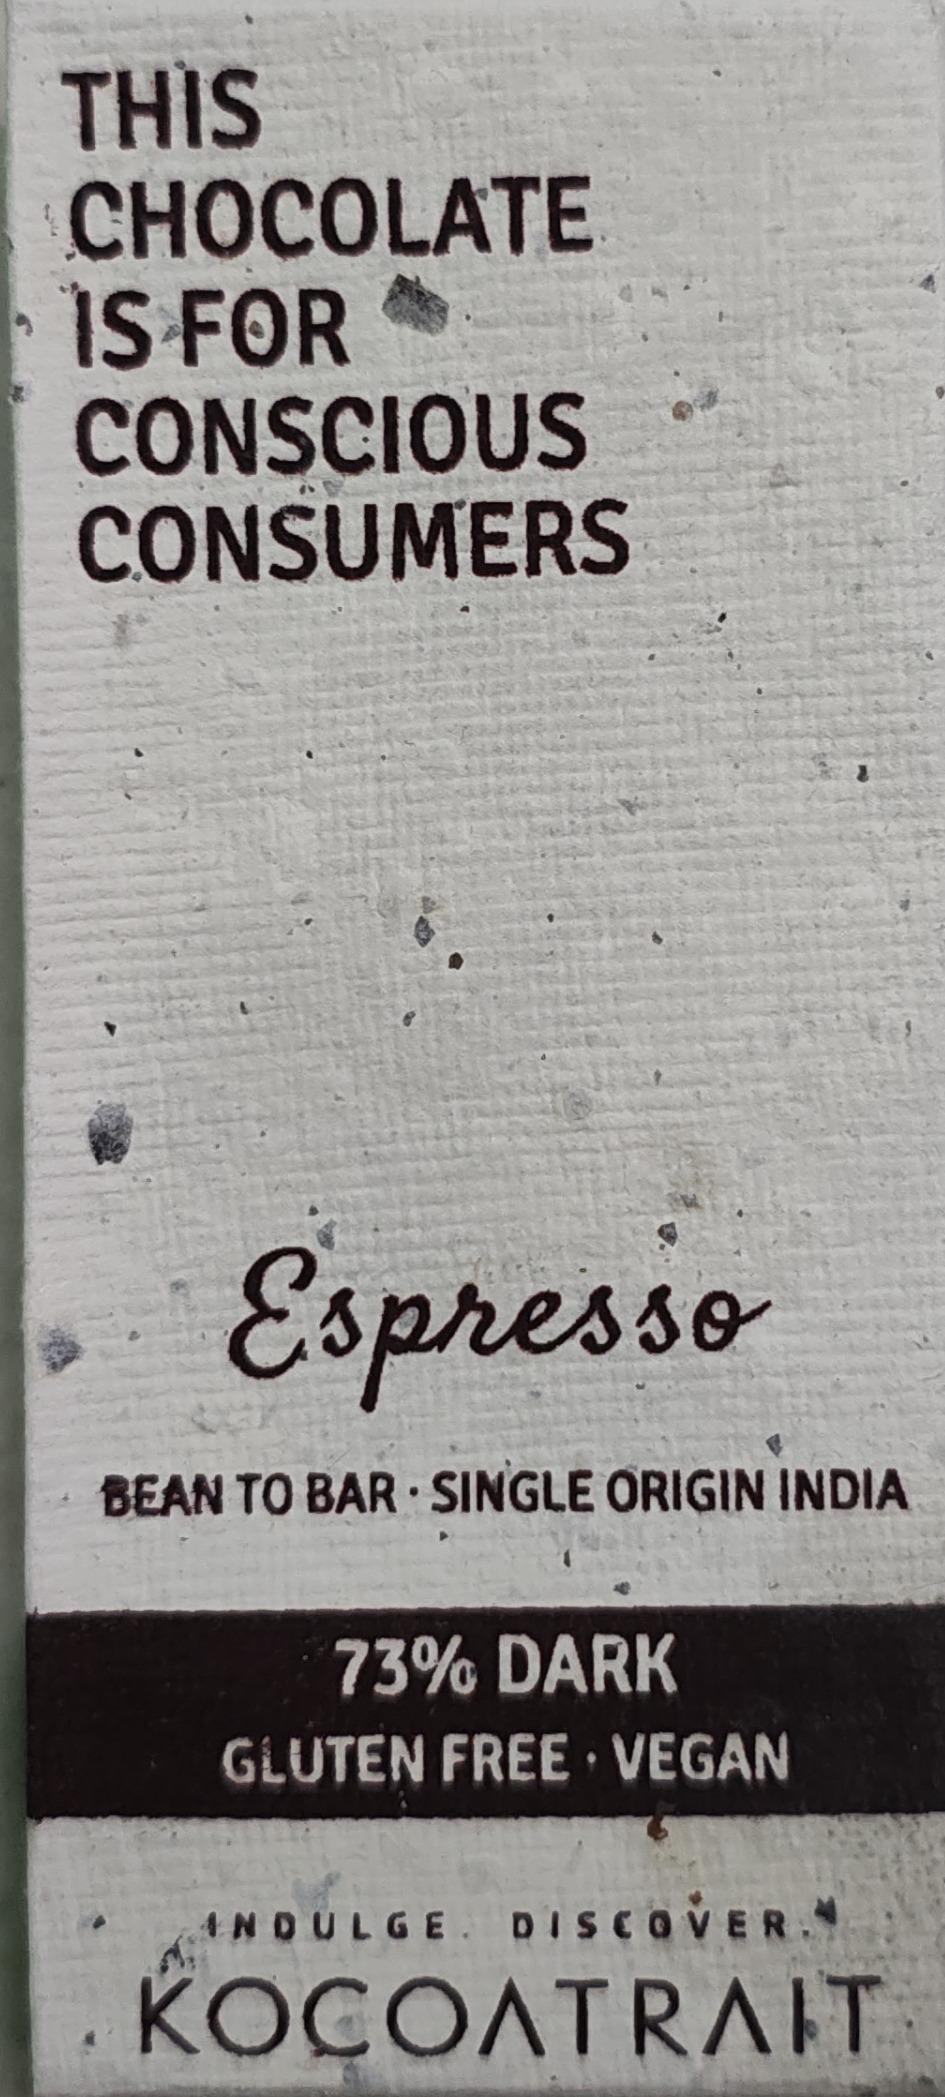 THIS
CHOCOLATE
IS FOR
CONSCIOUS
CONSUMERS
Espresso
BEAN TO BAR · SINGLE ORIGIN INDIA
73% DARK
GLUTEN FREE · VEGAN
INDULGE. DISCOVER.
KOCOATRAIT